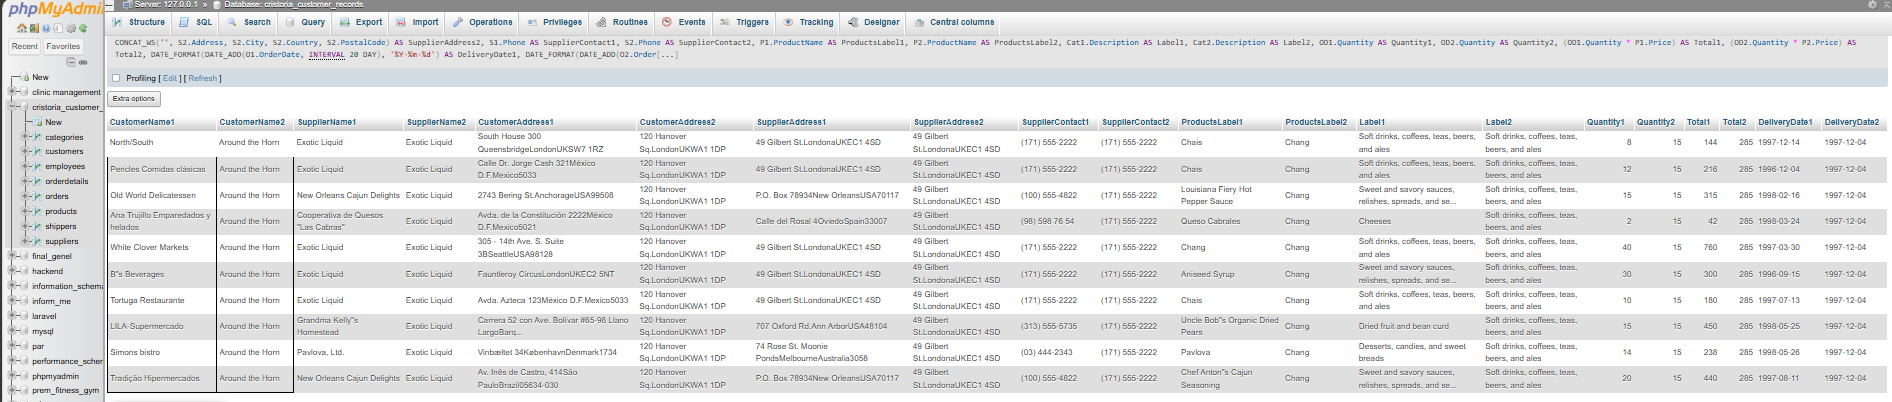 phpMyAdmin
Server: 127.0.0.1 » Database: cristoria_customer_records
Structure SQL Search Query Export Import Operations Privileges Routines Events Triggers Tracking Designer Central columns
Recent Favorites
New
clinic management
cristoria_customer_
New
categories
customers
employees
orderdetails
orders
products
shippers
suppliers
final_genel
hackend
information_schema
inform_me
laravel
mysql
par
performance_schem
phpmyadmin
prem_fitness_gym
CONCAT_WS('', S2.Address, S2.City, S2.Country, S2.PostalCode) AS SupplierAddress2, S1.Phone AS SupplierContact1, S2.Phone AS SupplierContact2, P1.ProductName AS ProductsLabel1, P2.ProductName AS ProductsLabel2, Cat1.Description AS Label1, Cat2.Description AS Label2, OD1.Quantity AS Quantity1, OD2.Quantity AS Quantity2, (OD1.Quantity * P1.Price) AS Total1, (OD2.Quantity * P2.Price) AS
Total2, DATE_FORMAT(DATE_ADD(O1.OrderDate, INTERVAL 20 DAY), '%Y-%m-%d') AS DeliveryDate1, DATE_FORMAT(DATE_ADD(O2.Order[...]
Profiling [ Edit ] [ Refresh ]
Extra options
CustomerName1 CustomerName2 SupplierName1 SupplierName2 CustomerAddress1 CustomerAddress2 SupplierAddress1 SupplierAddress2 SupplierContact1 SupplierContact2 ProductsLabel1 ProductsLabel2 Label1 Label2 Quantity1 Quantity2 Total1 Total2 DeliveryDate1 DeliveryDate2
South House 300 120 Hanover 49 Gilbert Soft drinks, coffees, teas, beers, Soft drinks, coffees, teas,
North/South Around the Horn Exotic Liquid Exotic Liquid 49 Gilbert St.LondonaUKEC1 4SD (171) 555-2222 (171) 555-2222 Chais Chang 8 15 144 285 1997-12-14 1997-12-04
QueensbridgeLondonUKSW7 1RZ Sq.LondonUKWA1 1DP St.LondonaUKEC1 4SD and ales beers, and ales
Calle Dr. Jorge Cash 321México 120 Hanover 49 Gilbert Soft drinks, coffees, teas, beers, Soft drinks, coffees, teas,
Pericles Comidas clásicas Around the Horn Exotic Liquid Exotic Liquid 49 Gilbert St.LondonaUKEC1 4SD (171) 555-2222 (171) 555-2222 Chais Chang 12 15 216 285 1996-12-04 1997-12-04
D.F.Mexico5033 Sq.LondonUKWA1 1DP St.LondonaUKEC1 4SD and ales beers, and ales
120 Hanover 49 Gilbert Louisiana Fiery Hot Sweet and savory sauces, Soft drinks, coffees, teas,
Old World Delicatessen Around the Horn New Orleans Cajun Delights Exotic Liquid 2743 Bering St.AnchorageUSA99508 P.O. Box 78934New OrleansUSA70117 (100) 555-4822 (171) 555-2222 Chang 15 15 315 285 1998-02-16 1997-12-04
Sq.LondonUKWA1 1DP St.LondonaUKEC1 4SD Pepper Sauce relishes, spreads, and se... beers, and ales
Ana Trujillo Emparedados y Cooperativa de Quesos Avda. de la Constitución 2222México 120 Hanover 49 Gilbert Soft drinks, coffees, teas,
Around the Horn Exotic Liquid Calle del Rosal 4OviedoSpain33007 (98) 598 76 54 (171) 555-2222 Queso Cabrales Chang Cheeses 2 15 42 285 1998-03-24 1997-12-04
helados "Las Cabras" D.F.Mexico5021 Sq.LondonUKWA1 1DP St.LondonaUKEC1 4SD beers, and ales
305 - 14th Ave. S. Suite 120 Hanover 49 Gilbert Soft drinks, coffees, teas, beers, Soft drinks, coffees, teas,
White Clover Markets Around the Horn Exotic Liquid Exotic Liquid 49 Gilbert St.LondonaUKEC1 4SD (171) 555-2222 (171) 555-2222 Chang Chang 40 15 760 285 1997-03-30 1997-12-04
3BSeattleUSA98128 Sq.LondonUKWA1 1DP St.LondonaUKEC1 4SD and ales beers, and ales
120 Hanover 49 Gilbert Sweet and savory sauces, Soft drinks, coffees, teas,
B''s Beverages Around the Horn Exotic Liquid Exotic Liquid Fauntleroy CircusLondonUKEC2 5NT 49 Gilbert St.LondonaUKEC1 4SD (171) 555-2222 (171) 555-2222 Aniseed Syrup Chang 30 15 300 285 1996-09-15 1997-12-04
Sq.LondonUKWA1 1DP St.LondonaUKEC1 4SD relishes, spreads, and se... beers, and ales
120 Hanover 49 Gilbert Soft drinks, coffees, teas, beers, Soft drinks, coffees, teas,
Tortuga Restaurante Around the Horn Exotic Liquid Exotic Liquid Avda. Azteca 123México D.F.Mexico5033 49 Gilbert St.LondonaUKEC1 4SD (171) 555-2222 (171) 555-2222 Chais Chang 10 15 180 285 1997-07-13 1997-12-04
Sq.LondonUKWA1 1DP St.LondonaUKEC1 4SD and ales beers, and ales
Grandma Kelly''s Carrera 52 con Ave. Bolívar #65-98 Llano 120 Hanover 49 Gilbert Uncle Bob''s Organic Dried Soft drinks, coffees, teas,
LILA-Supermercado Around the Horn Exotic Liquid 707 Oxford Rd.Ann ArborUSA48104 (313) 555-5735 (171) 555-2222 Chang Dried fruit and bean curd 15 15 450 285 1998-05-25 1997-12-04
Homestead LargoBarq... Sq.LondonUKWA1 1DP St.LondonaUKEC1 4SD Pears beers, and ales
120 Hanover 74 Rose St. Moonie 49 Gilbert Desserts, candies, and sweet Soft drinks, coffees, teas,
Simons bistro Around the Horn Pavlova, Ltd. Exotic Liquid Vinbæltet 34KøbenhavnDenmark1734 (03) 444-2343 (171) 555-2222 Pavlova Chang 14 15 238 285 1998-05-26 1997-12-04
Sq.LondonUKWA1 1DP PondsMelbourneAustralia3058 St.LondonaUKEC1 4SD breads beers, and ales
Av. Inês de Castro, 414São 120 Hanover 49 Gilbert Chef Anton''s Cajun Sweet and savory sauces, Soft drinks, coffees, teas,
Tradição Hipermercados Around the Horn New Orleans Cajun Delights Exotic Liquid P.O. Box 78934New OrleansUSA70117 (100) 555-4822 (171) 555-2222 Chang 20 15 440 285 1997-08-11 1997-12-04
PauloBrazil05634-030 Sq.LondonUKWA1 1DP St.LondonaUKEC1 4SD Seasoning relishes, spreads, and se... beers, and ales